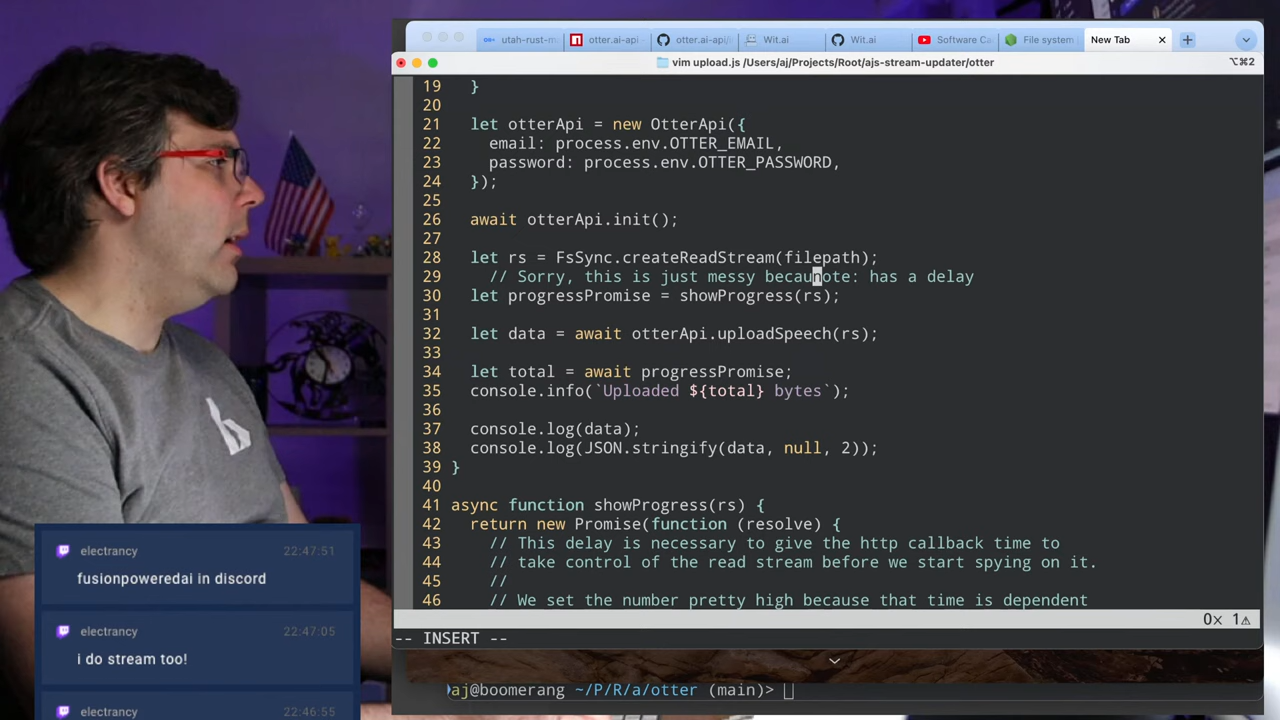 utah-rust-m
otter.ai-api-
otter.ai-api/
Wit.ai
Wit.ai
Software Ca
File system
New Tab
vim upload.js /Users/aj/Projects/Root/ajs-stream-updater/otter
⌥⌘2
19 }
20
21 let otterApi = new OtterApi({
22 email: process.env.OTTER_EMAIL,
23 password: process.env.OTTER_PASSWORD,
24 });
25
26 await otterApi.init();
27
28 let rs = FsSync.createReadStream(filepath);
29 // Sorry, this is just messy becaunote: has a delay
30 let progressPromise = showProgress(rs);
31
32 let data = await otterApi.uploadSpeech(rs);
33
34 let total = await progressPromise;
35 console.info(`Uploaded ${total} bytes`);
36
37 console.log(data);
38 console.log(JSON.stringify(data, null, 2));
39 }
40
41 async function showProgress(rs) {
42 return new Promise(function (resolve) {
43 // This delay is necessary to give the http callback time to
44 // take control of the read stream before we start spying on it.
45 //
46 // We set the number pretty high because that time is dependent
0× 1⚠
-- INSERT --
aj@boomerang ~/P/R/a/otter (main)>
electrancy 22:47:51
fusionpoweredai in discord
electrancy 22:47:05
i do stream too!
electrancy 22:46:55